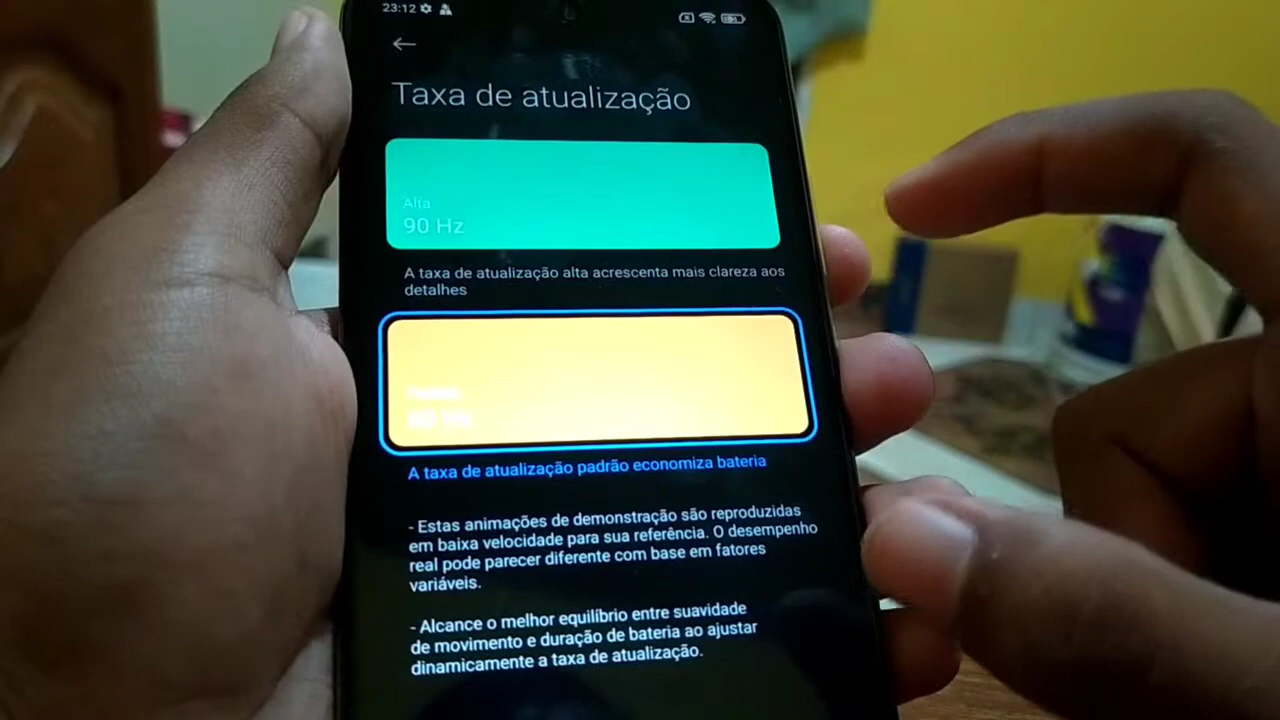 23:12
Taxa de atualização
Alta
90 Hz
A taxa de atualização alta acrescenta mais clareza aos
detalhes
A taxa de atualização padrão economiza bateria
- Estas animações de demonstração são reproduzidas
em baixa velocidade para sua referência. O desempenho
real pode parecer diferente com base em fatores
variáveis.
- Alcance o melhor equilíbrio entre suavidade
de movimento e duração de bateria ao ajustar
dinamicamente a taxa de atualização.